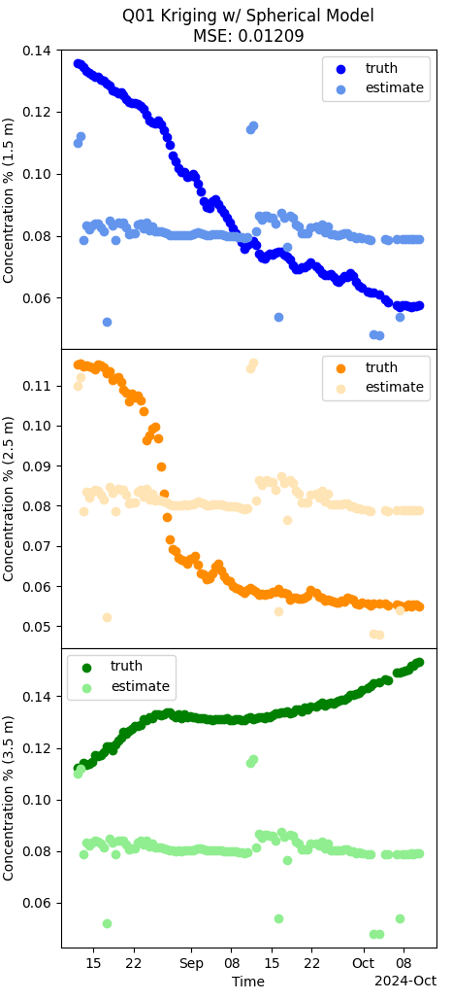 Q01 Kriging w/ Spherical Model
MSE: 0.01209
0.14
0.12
0.10
0.08
0.06
Concentration % (1.5 m)
truth
estimate
0.11
0.10
0.09
0.08
0.07
0.06
0.05
Concentration % (2.5 m)
truth
estimate
0.14
0.12
0.10
0.08
0.06
Concentration % (3.5 m)
truth
estimate
15 22 Sep 08 15 22 Oct 08
Time
2024-Oct